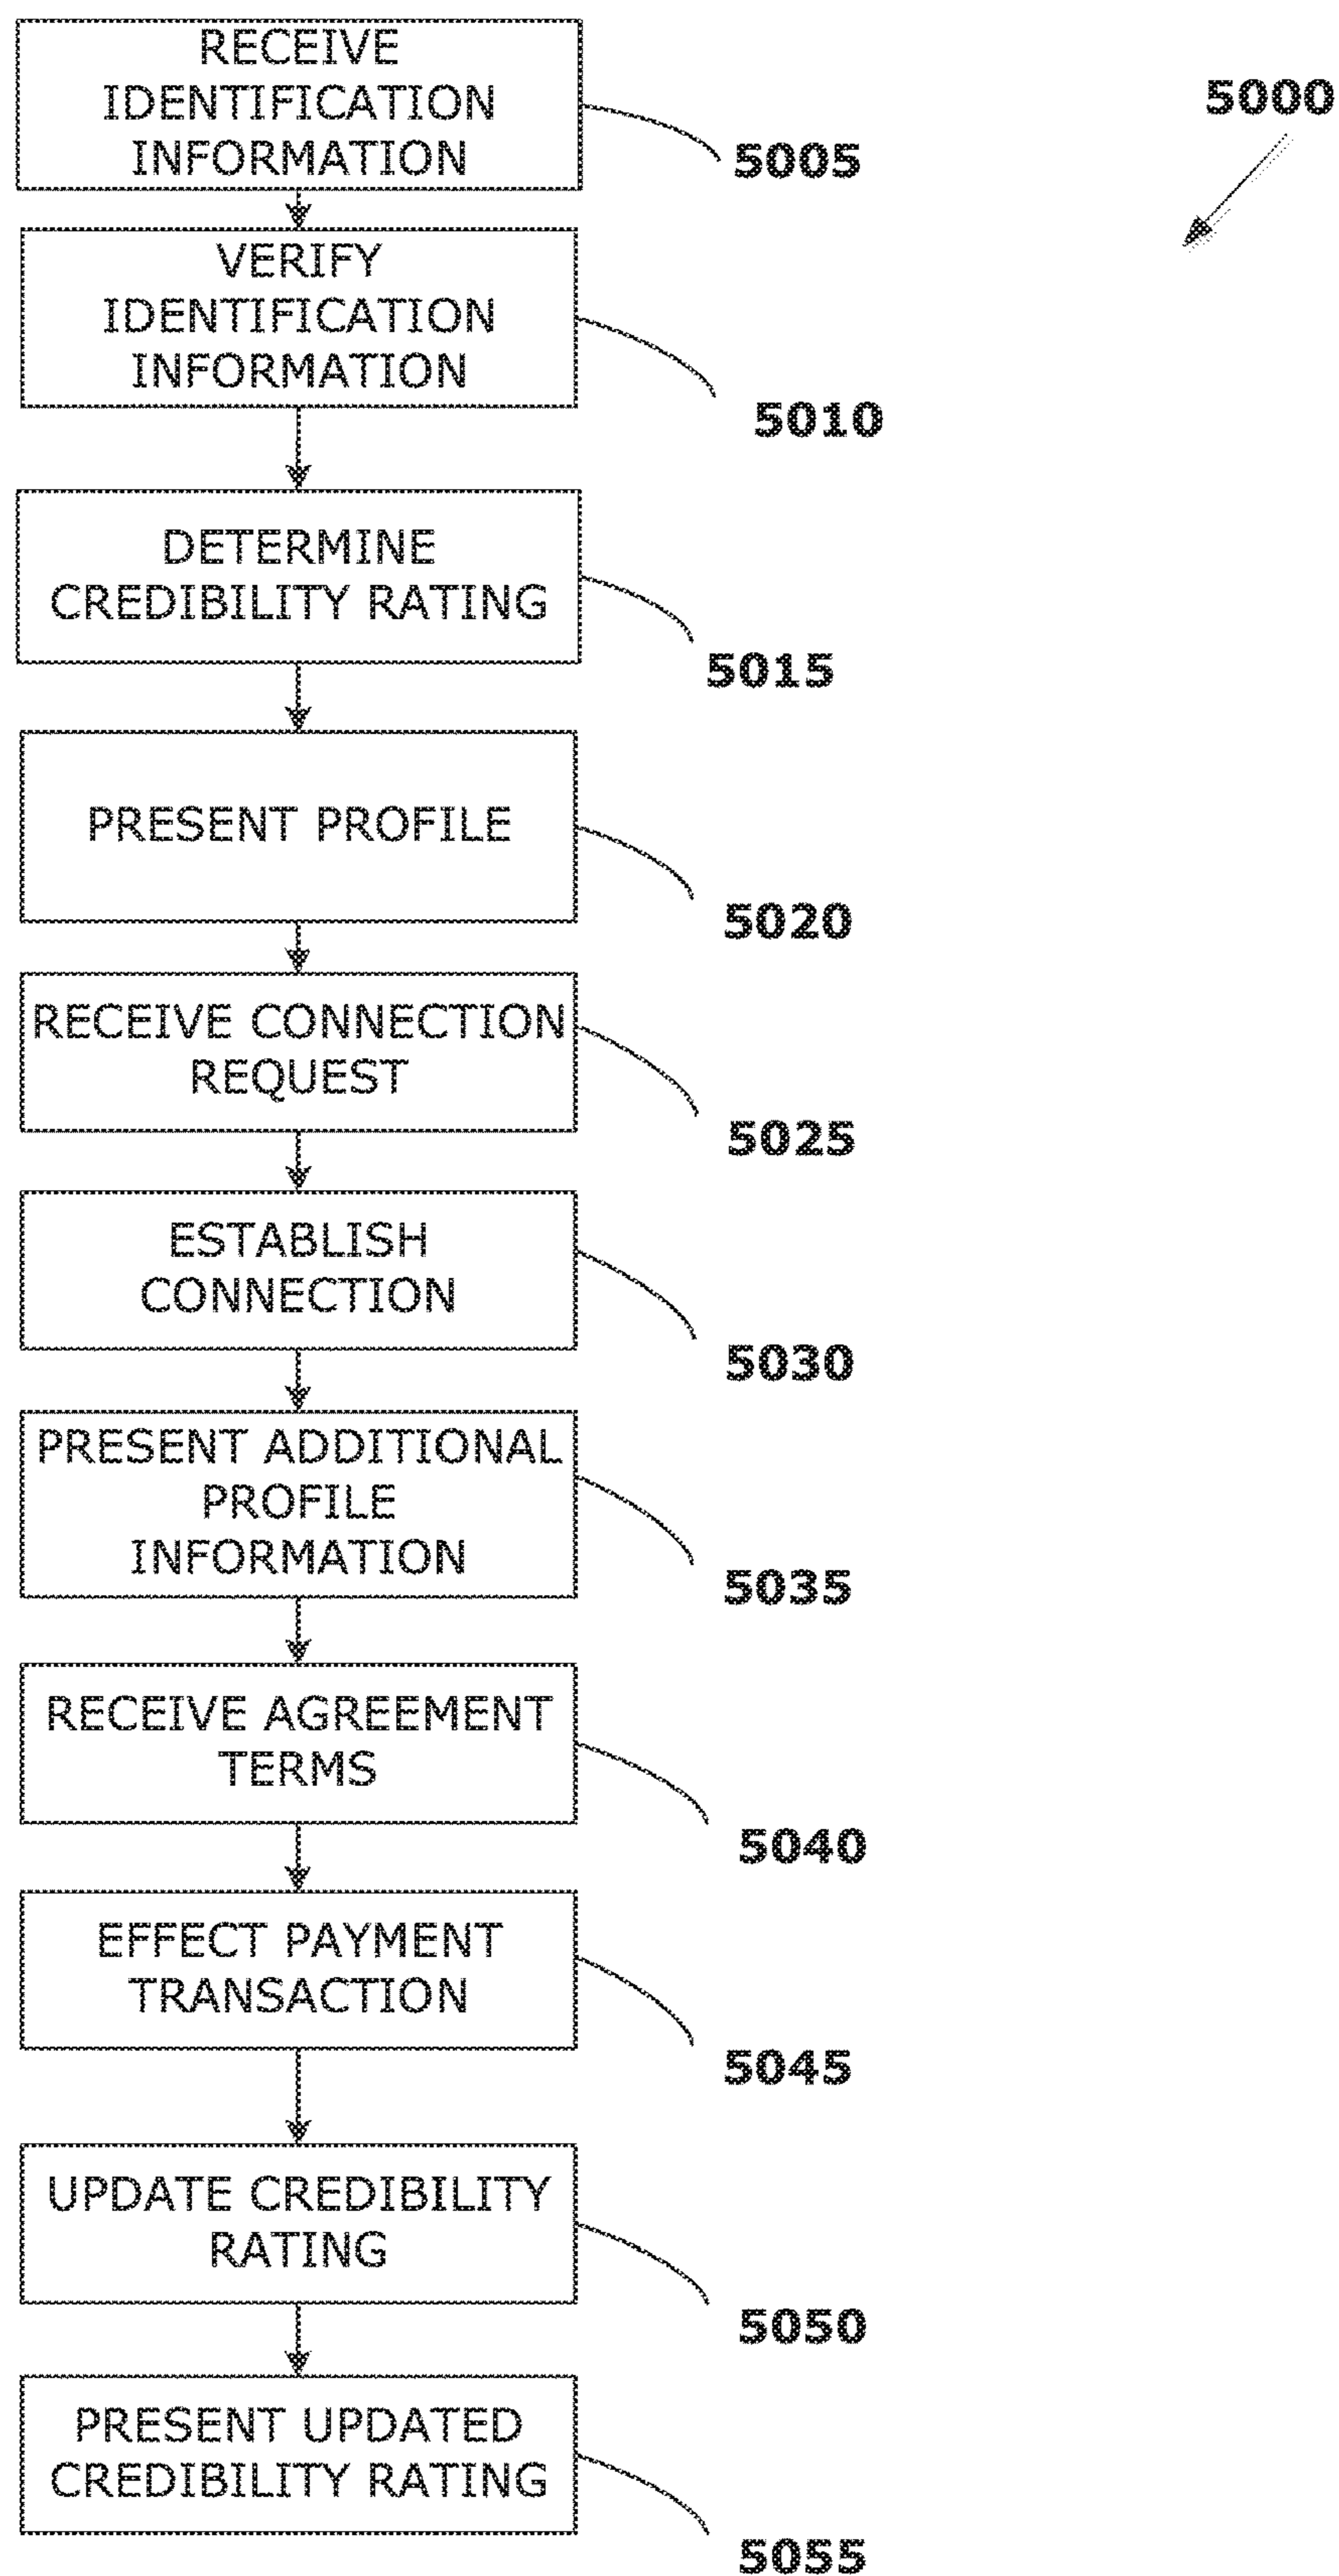 RECEIVE
IDENTIFICATION
INFORMATION
5000
5005
VERIFY
IDENTIFICATION
INFORMATION
5010
DETERMINE
CREDIBILITY RATING
5015
PRESENT PROFILE
5020
RECEIVE CONNECTION
REQUEST
5025
ESTABLISH
CONNECTION
5030
PRESENT ADDITIONAL
PROFILE
INFORMATION
5035
RECEIVE AGREEMENT
TERMS
5040
EFFECT PAYMENT
TRANSACTION
5045
UPDATE CREDIBILITY
RATING
5050
PRESENT UPDATED
CREDIBILITY RATING
5055